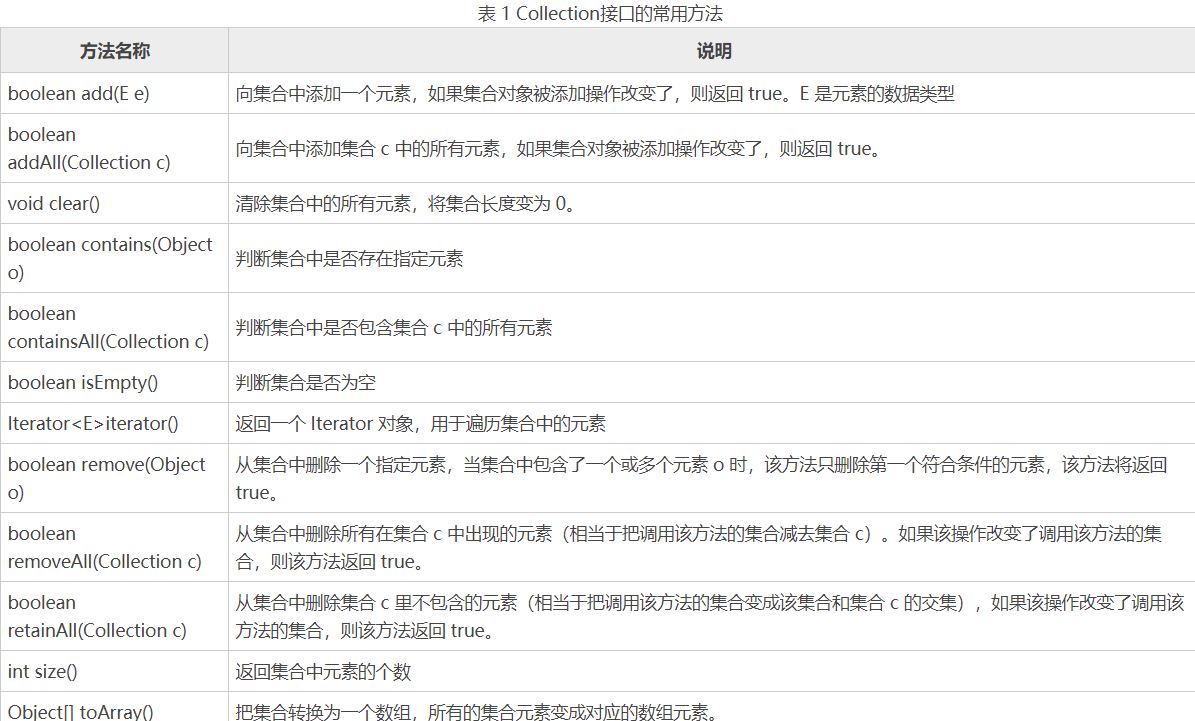 表 1 Collection接口的常用方法
方法名称
说明
boolean add(E e)
向集合中添加一个元素，如果集合对象被添加操作改变了，则返回 true。E 是元素的数据类型
boolean
addAll(Collection c)
向集合中添加集合 c 中的所有元素，如果集合对象被添加操作改变了，则返回 true。
void clear()
清除集合中的所有元素，将集合长度变为 0。
boolean contains(Object
o)
判断集合中是否存在指定元素
boolean
containsAll(Collection c)
判断集合中是否包含集合 c 中的所有元素
boolean isEmpty()
判断集合是否为空
Iterator<E>iterator()
返回一个 Iterator 对象，用于遍历集合中的元素
boolean remove(Object
o)
从集合中删除一个指定元素，当集合中包含了一个或多个元素 o 时，该方法只删除第一个符合条件的元素，该方法将返回
true。
boolean
removeAll(Collection c)
从集合中删除所有在集合 c 中出现的元素（相当于把调用该方法的集合减去集合 c）。如果该操作改变了调用该方法的集
合，则该方法返回 true。
boolean
retainAll(Collection c)
从集合中删除集合 c 里不包含的元素（相当于把调用该方法的集合变成该集合和集合 c 的交集），如果该操作改变了调用该
方法的集合，则该方法返回 true。
int size()
返回集合中元素的个数
Object[] toArray()
把集合转换为一个数组，所有的集合元素变成对应的数组元素。